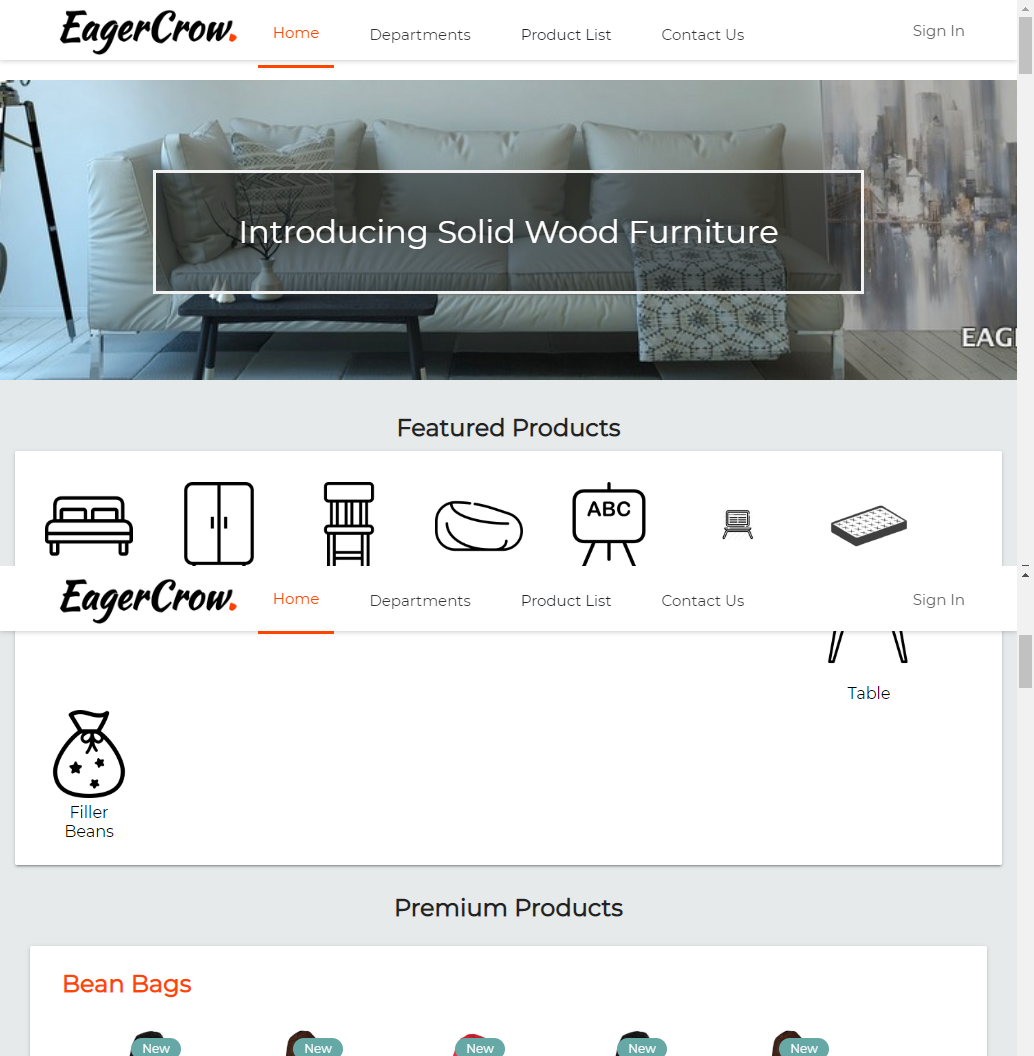 EagerCrow.
Home
Departments
Product List
Contact Us
Sign In
Introducing Solid Wood Furniture
EAG
Featured Products
ABC
EagerCrow.
Home
Departments
Product List
Contact Us
Sign In
Table
Filler
Beans
Premium Products
Bean Bags
New
New
New
New
New